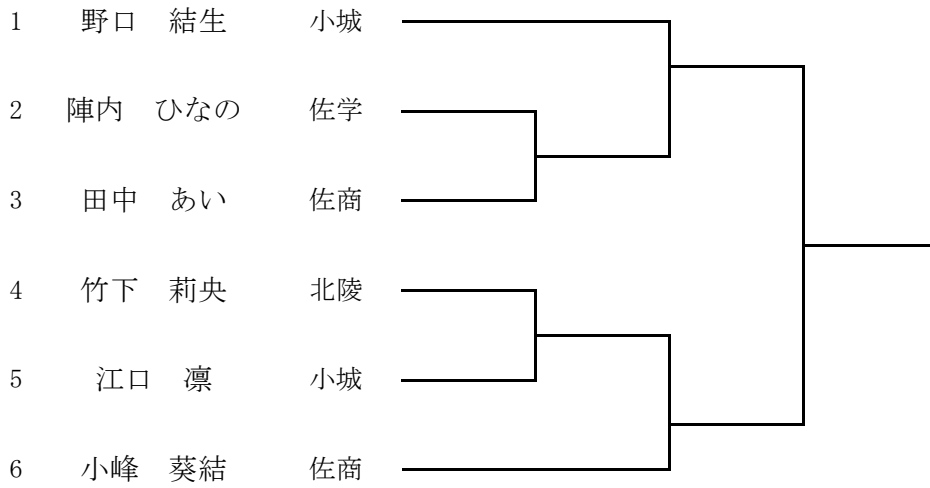 1 野口 結生 小城
2 陣内 ひなの 佐学
3 田中 あい 佐商
4 竹下 莉央 北陵
5 江口 凛 小城
6 小峰 葵結 佐商